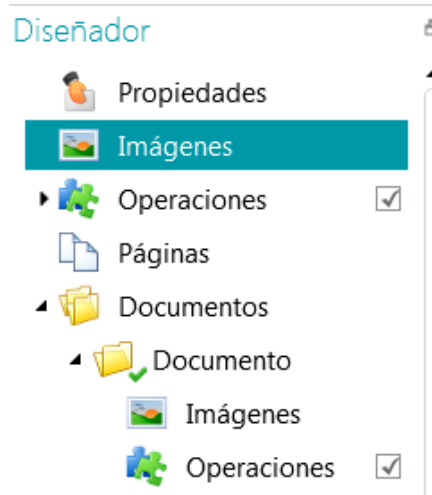 Diseñador
Propiedades
Imágenes
Operaciones
Páginas
Documentos
Documento
Imágenes
Operaciones